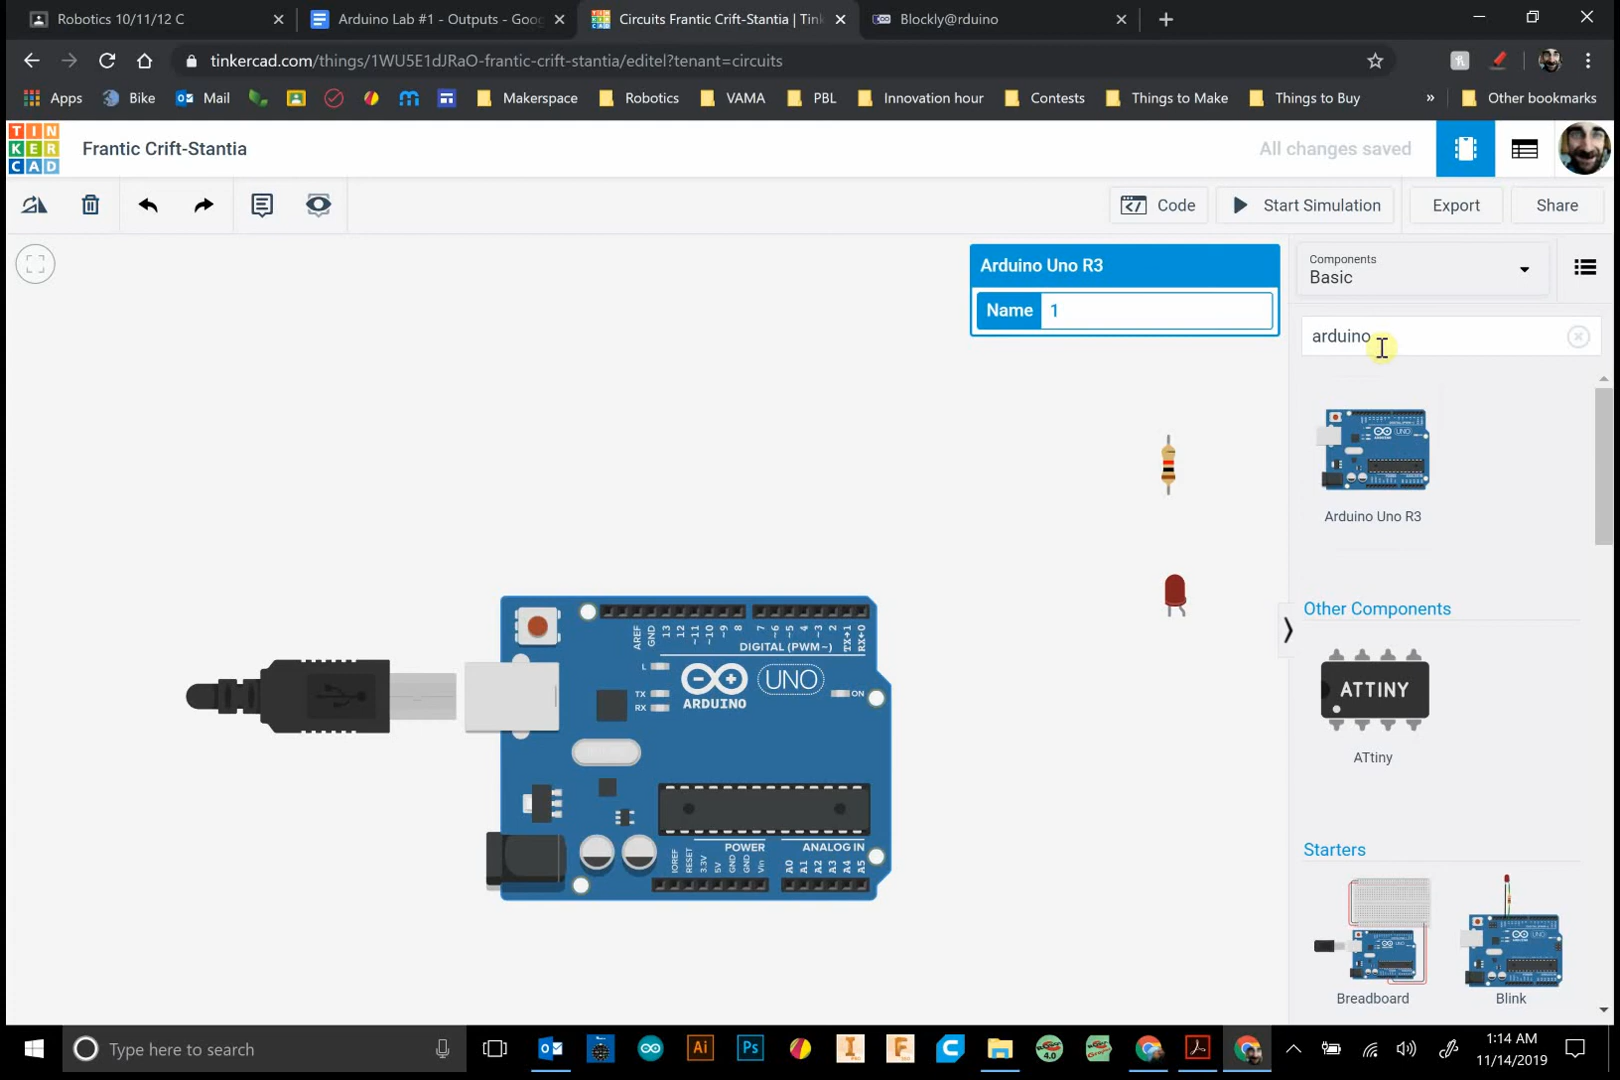 Robotics 10/11/12 C
Arduino Lab #1 - Outputs - Goog
Circuits Frantic Crift-Stantia | Tink
Blockly@rduino
tinkercad.com/things/1WU5E1dJRaO-frantic-crift-stantia/editel?tenant=circuits
Apps
Bike
Mail
Makerspace
Robotics
VAMA
PBL
Innovation hour
Contests
Things to Make
Things to Buy
»
Other bookmarks
TIN
KER
CAD
Frantic Crift-Stantia
All changes saved
Code
Start Simulation
Export
Share
Arduino Uno R3
Name 1
Components
Basic
arduino
Arduino Uno R3
Other Components
ATTINY
ATtiny
Starters
Breadboard
Blink
AREF
GND
13
12
~11
~10
~9
8
7
~6
~5
4
~3
2
TX→1
RX←0
DIGITAL (PWM~)
L
TX
RX
ARDUINO
UNO
ON
POWER
ANALOG IN
IOREF
RESET
3.3V
5V
GND
GND
Vin
A0
A1
A2
A3
A4
A5
Type here to search
Ai
Ps
4.0
1:14 AM
11/14/2019